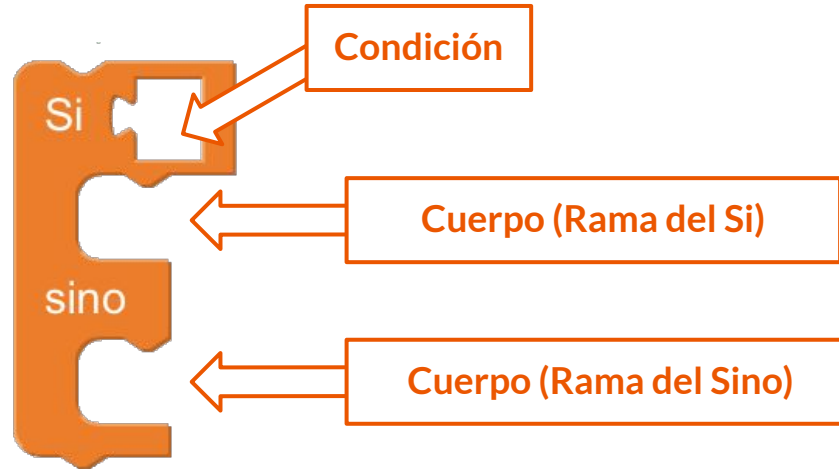 Condición
Si
Cuerpo (Rama del Si)
sino
Cuerpo (Rama del Sino)